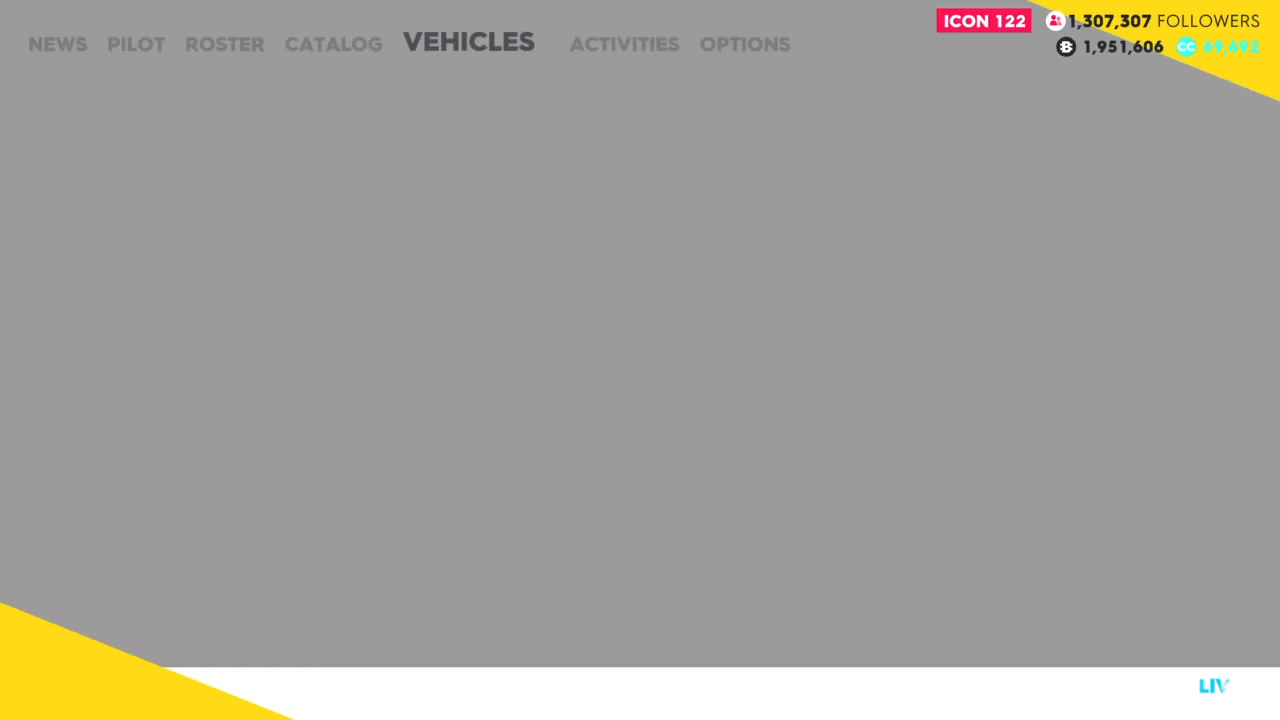 ICON 122 1,307,307 FOLLOWERS
NEWS PILOT ROSTER CATALOG VEHICLES ACTIVITIES OPTIONS
B 1,951,606 CC 69,692
LIV